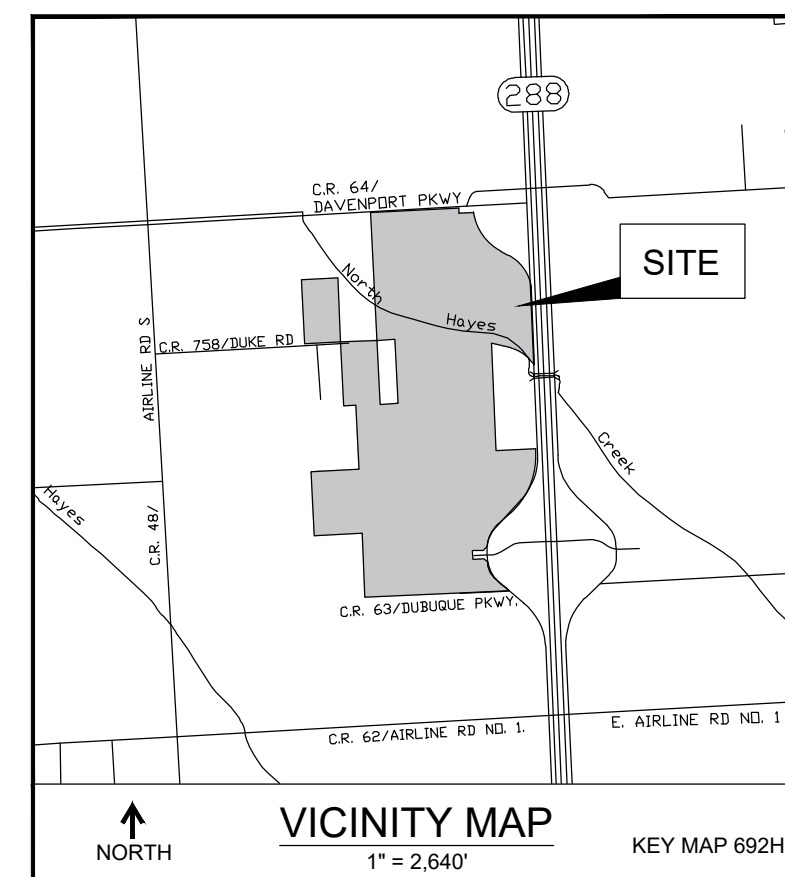 288
C.R. 64/
DAVENPORT PKWY
SITE
North
Hayes
AIRLINE RD S
C.R. 758/DUKE RD
Creek
Hayes
C.R. 48/
C.R. 63/DUBUQUE PKWY.
C.R. 62/AIRLINE RD NO. 1.
E. AIRLINE RD NO. 1
NORTH
VICINITY MAP
1" = 2,640'
KEY MAP 692H